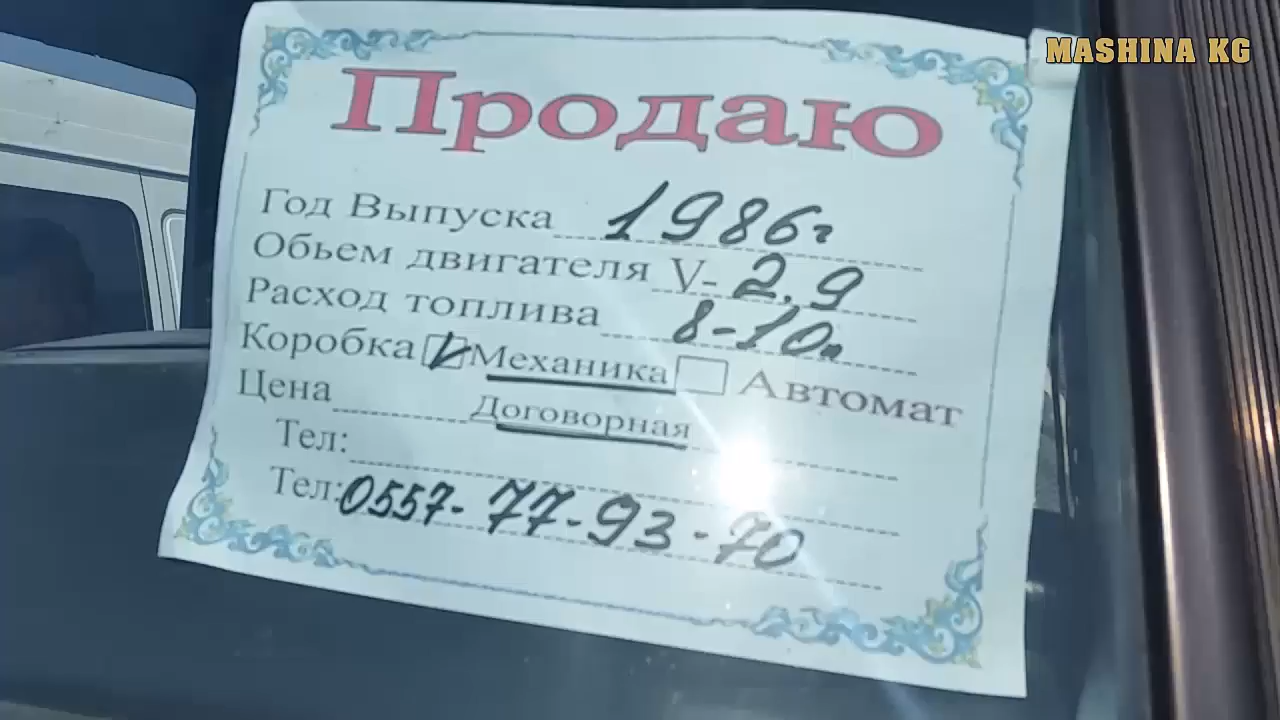 MASHINA KG
Продаю
Год Выпуска 1986г
Обьем двигателя V- 2.9
Расход топлива 8-10л
Коробка Механика Автомат
Цена Договорная
Тел:
Тел: 0557-77-93-70